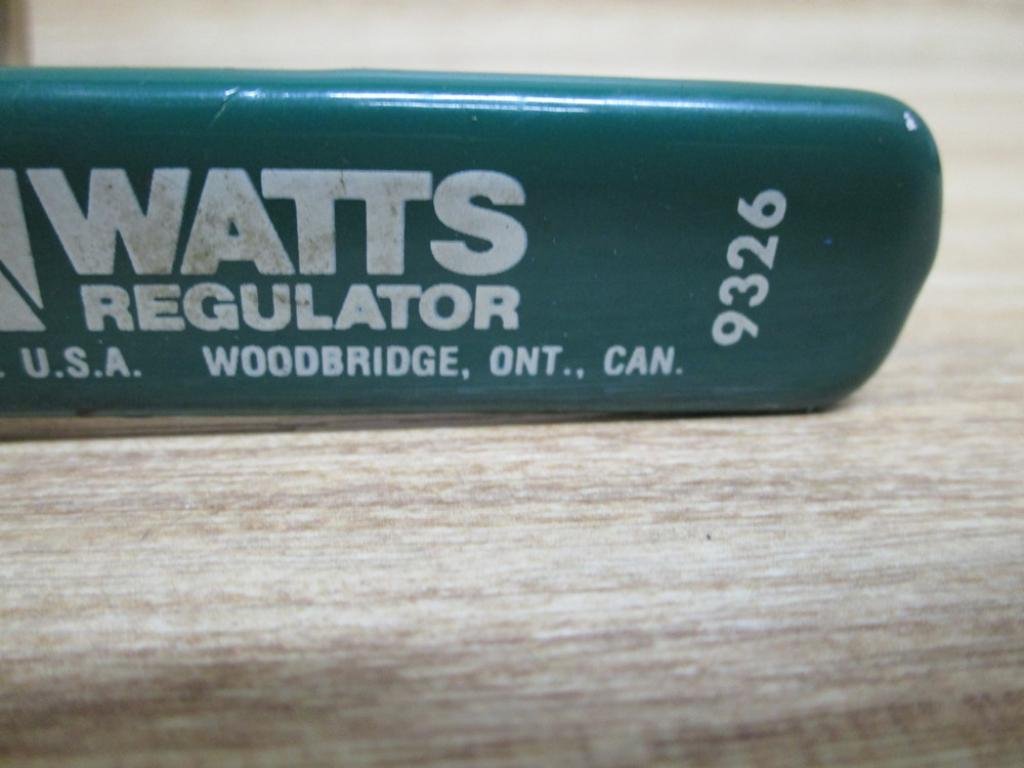 WATTS
REGULATOR
. U.S.A. WOODBRIDGE, ONT., CAN.
9326